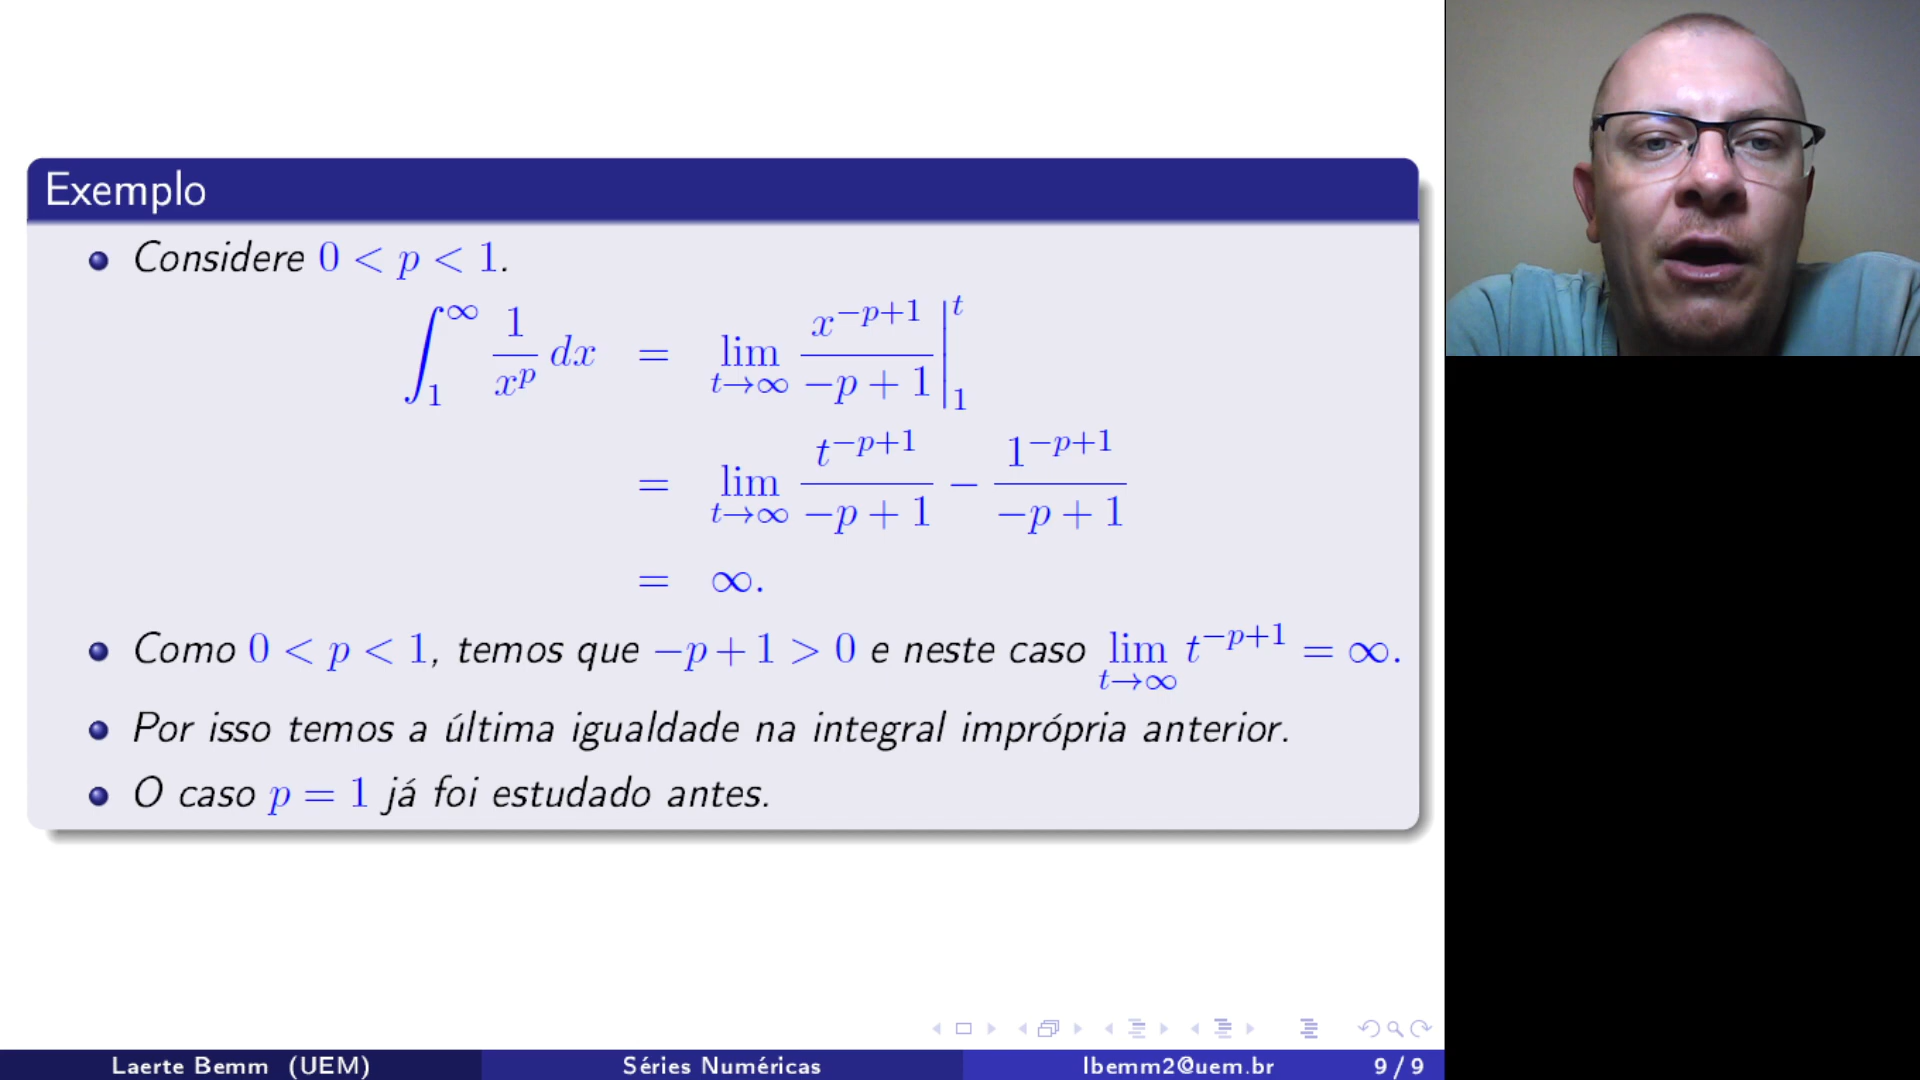 Exemplo
Considere 0 < p < 1.
∫₁^∞ 1/x^p dx = lim_{t→∞} x^{−p+1}/(−p + 1) |₁^t
= lim_{t→∞} t^{−p+1}/(−p + 1) − 1^{−p+1}/(−p + 1)
= ∞.
Como 0 < p < 1, temos que −p + 1 > 0 e neste caso lim_{t→∞} t^{−p+1} = ∞.
Por isso temos a última igualdade na integral imprópria anterior.
O caso p = 1 já foi estudado antes.
Laerte Bemm (UEM) Séries Numéricas lbemm2@uem.br 9 / 9